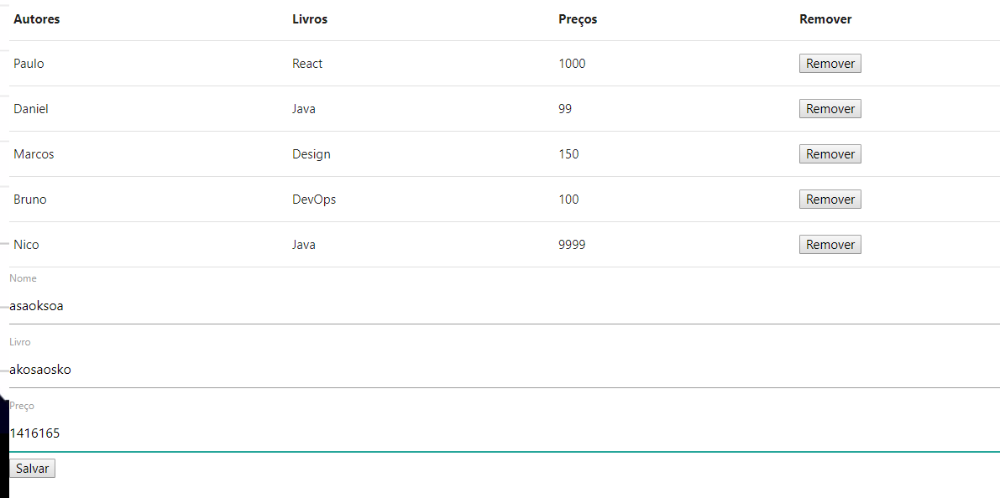 Autores Livros Preços Remover
Paulo React 1000 Remover
Daniel Java 99 Remover
Marcos Design 150 Remover
Bruno DevOps 100 Remover
Nico Java 9999 Remover
Nome
asaoksoa
Livro
akosaosko
Preço
1416165
Salvar